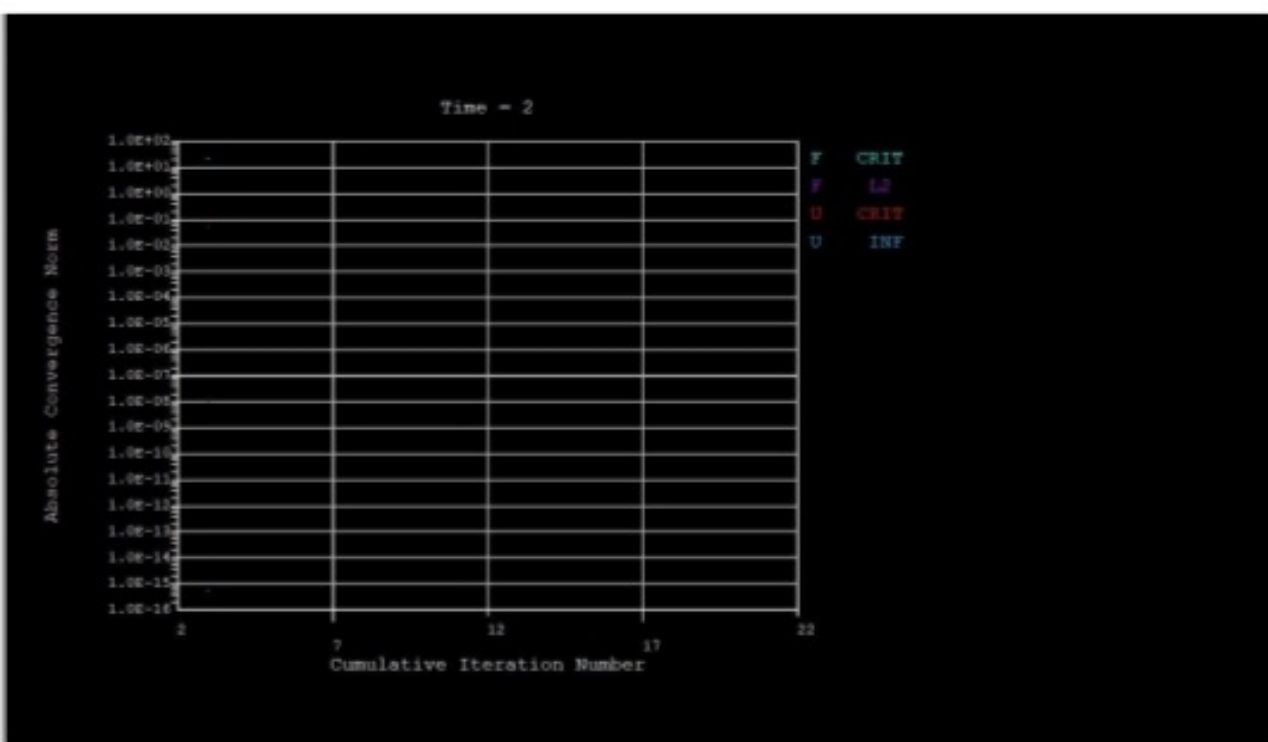 Time = 2
1.0E+02
1.0E+01
1.0E+00
1.0E-01
1.0E-02
1.0E-03
1.0E-04
1.0E-05
1.0E-06
1.0E-07
1.0E-08
1.0E-09
1.0E-10
1.0E-11
1.0E-12
1.0E-13
1.0E-14
1.0E-15
1.0E-16
Absolute Convergence Norm
2
7
12
17
22
Cumulative Iteration Number
F CRIT
F L2
U CRIT
U INF